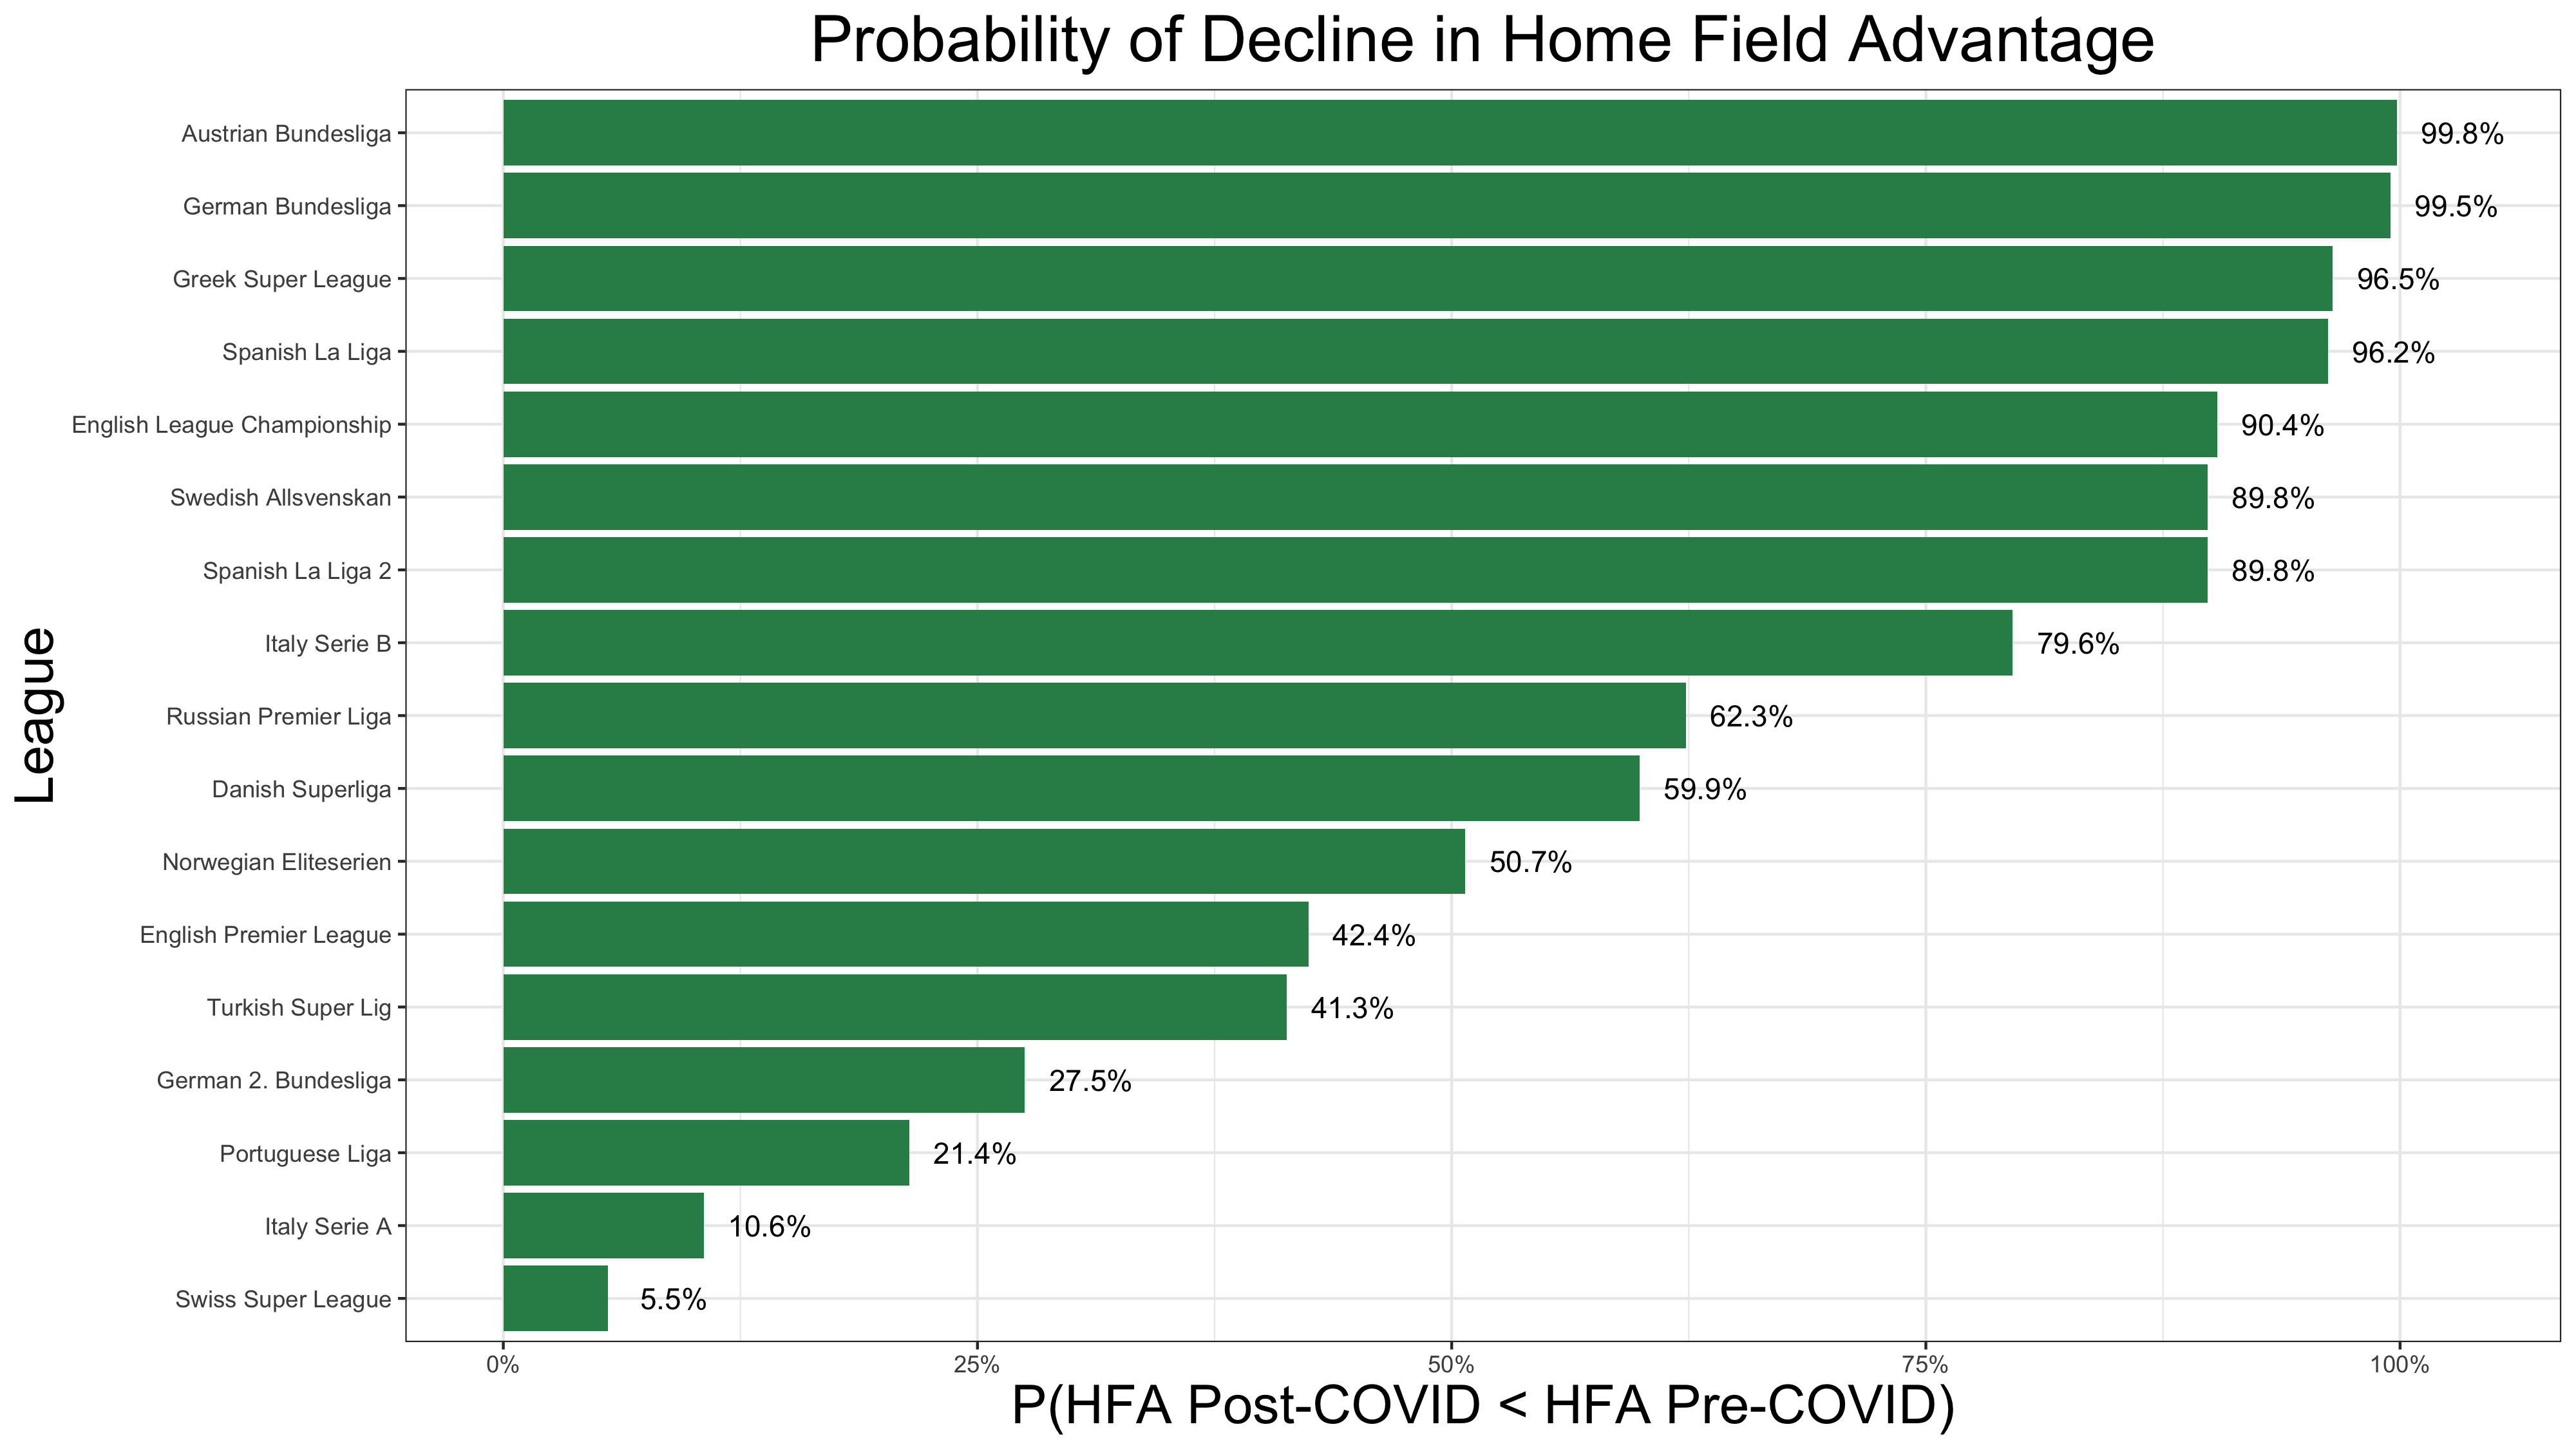 Probability of Decline in Home Field Advantage
Austrian Bundesliga 99.8%
German Bundesliga 99.5%
Greek Super League 96.5%
Spanish La Liga 96.2%
English League Championship 90.4%
Swedish Allsvenskan 89.8%
Spanish La Liga 2 89.8%
Italy Serie B 79.6%
Russian Premier Liga 62.3%
Danish Superliga 59.9%
Norwegian Eliteserien 50.7%
English Premier League 42.4%
Turkish Super Lig 41.3%
German 2. Bundesliga 27.5%
Portuguese Liga 21.4%
Italy Serie A 10.6%
Swiss Super League 5.5%
League
0% 25% 50% 75% 100%
P(HFA Post-COVID < HFA Pre-COVID)